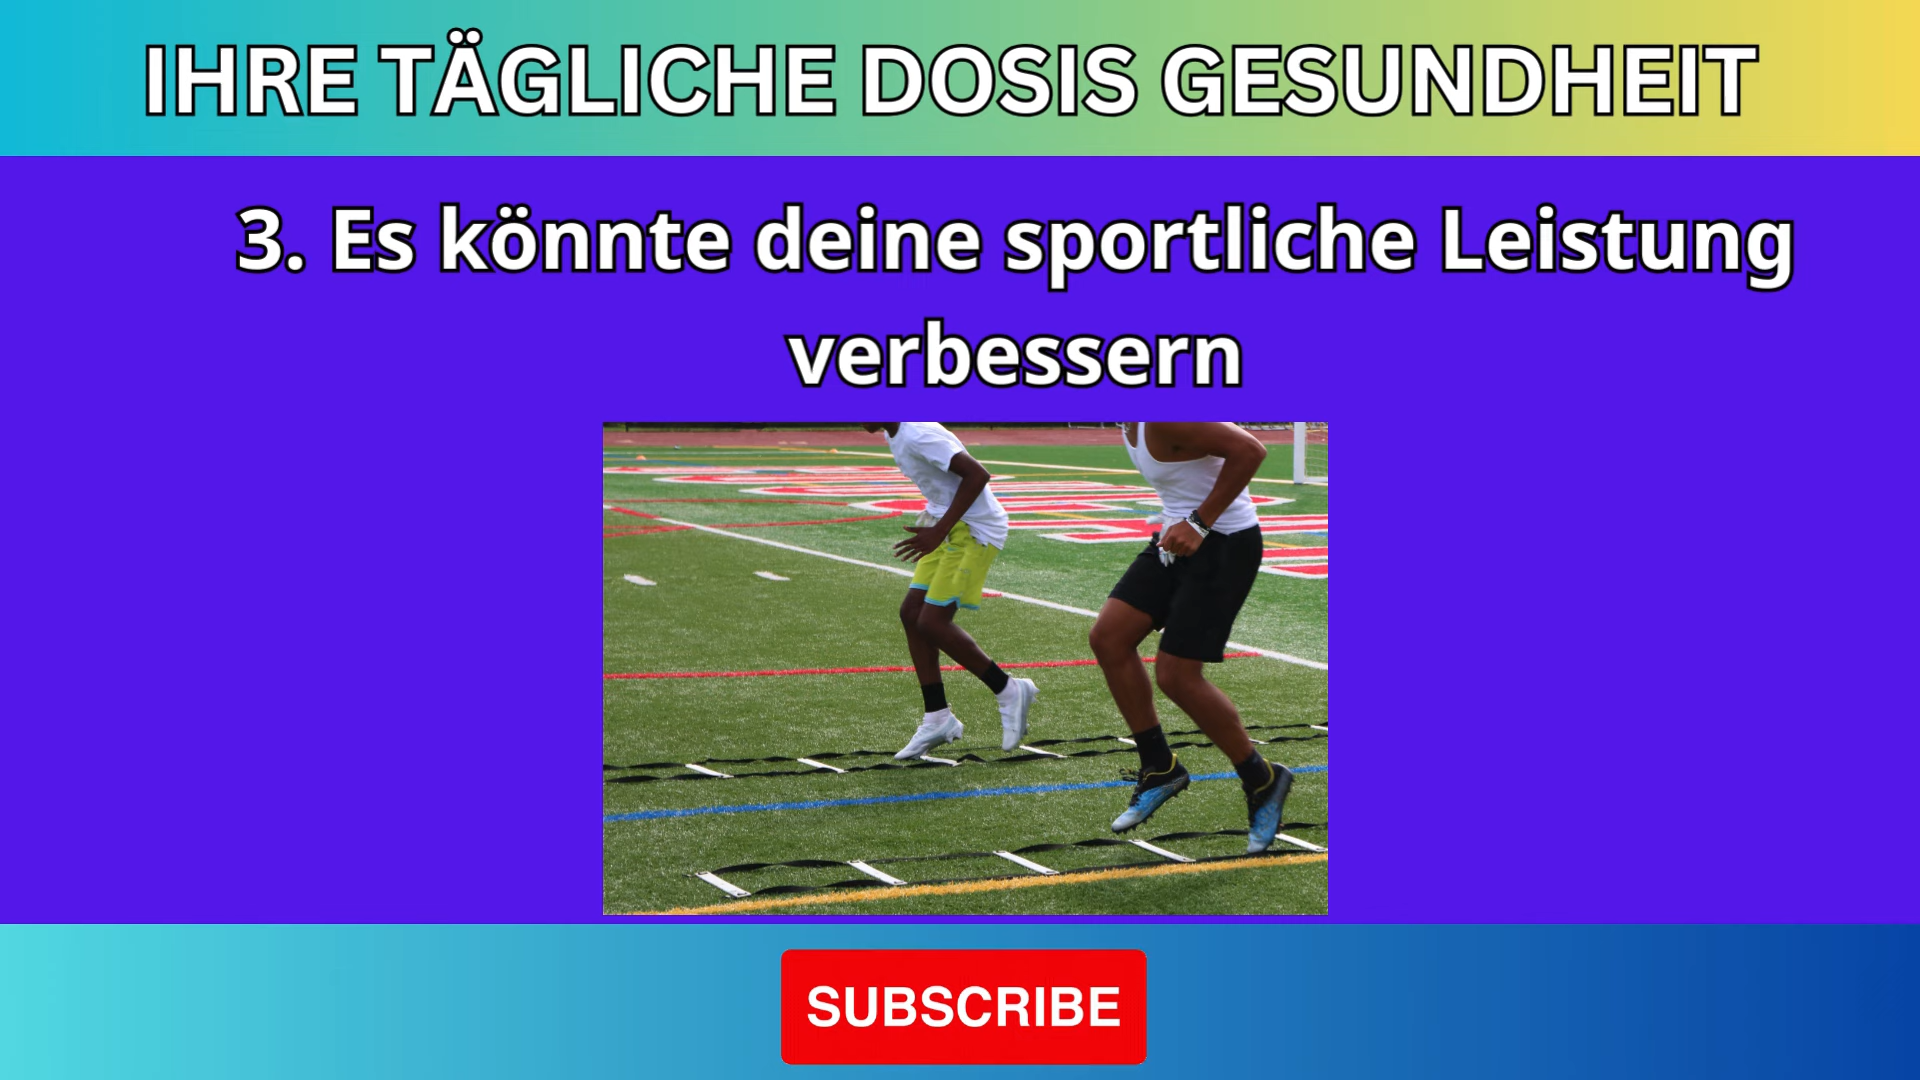 IHRE TÄGLICHE DOSIS GESUNDHEIT
3. Es könnte deine sportliche Leistung
verbessern
SUBSCRIBE